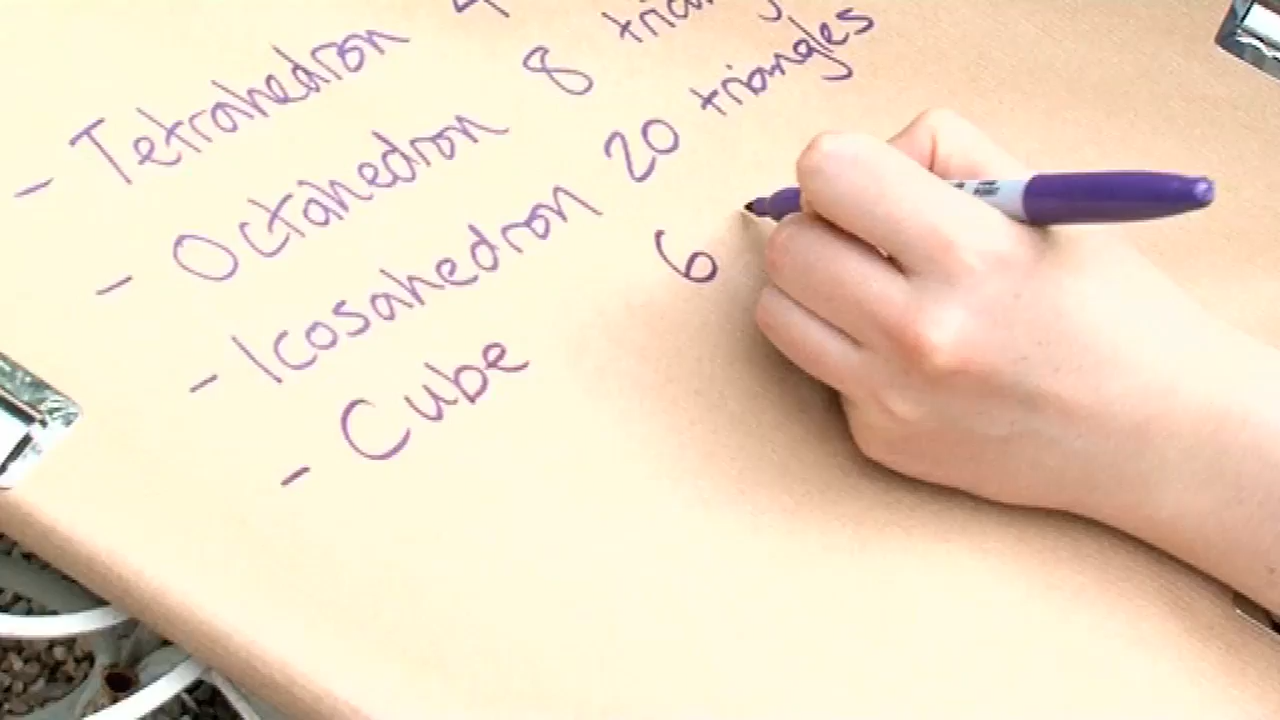 - Tetrahedron
- Octahedron 8
- Icosahedron 20 triangles
- Cube 6